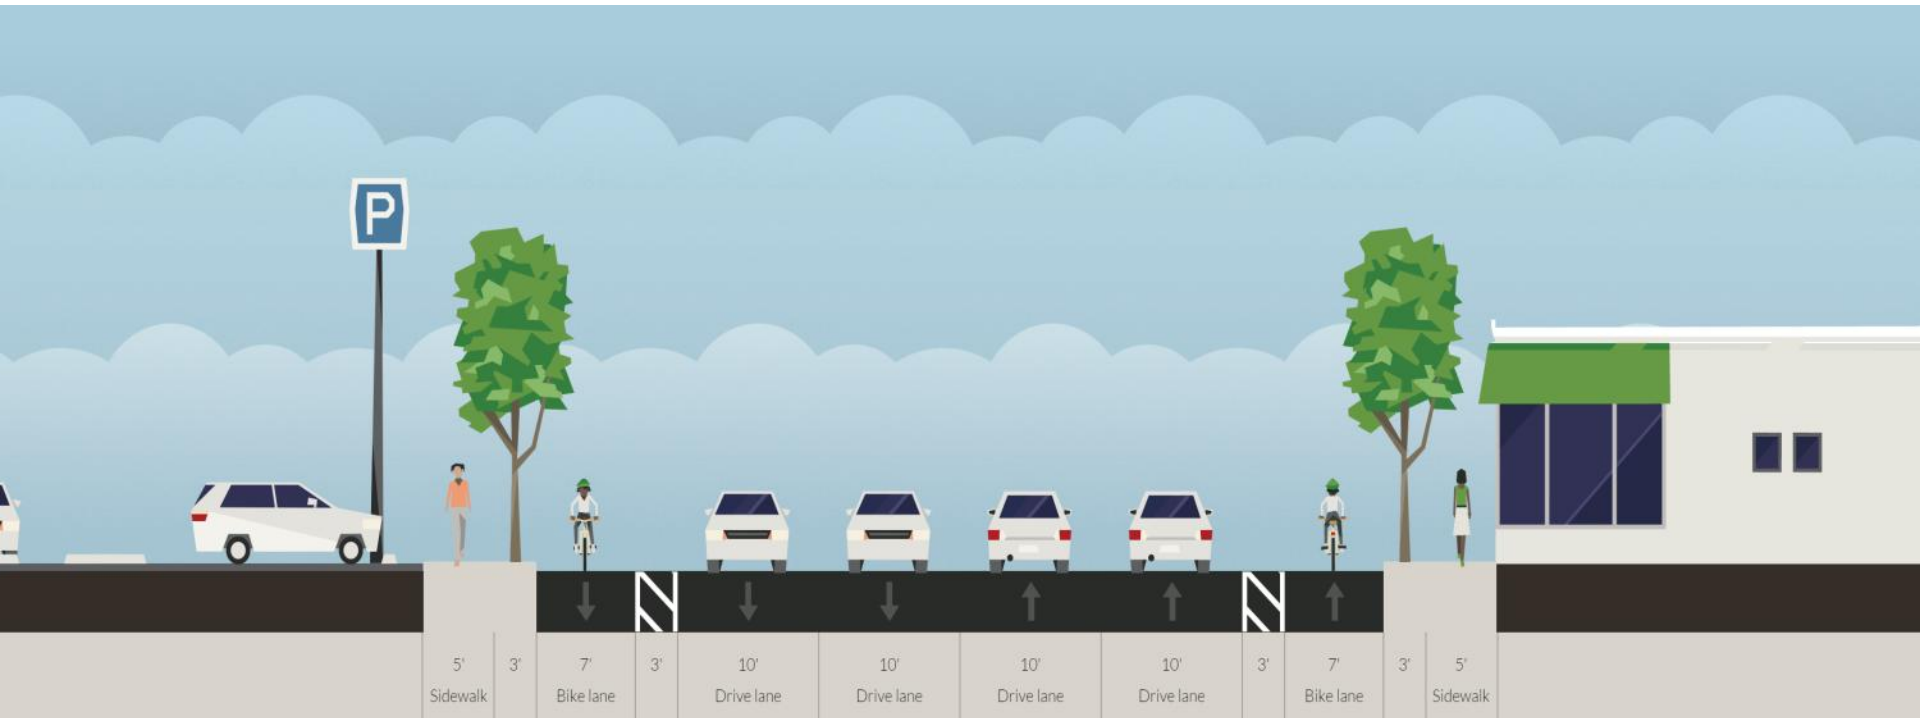 P
5' 3' 7' 3' 10' 10' 10' 10' 3' 7' 3' 5'
Sidewalk Bike lane Drive lane Drive lane Drive lane Drive lane Bike lane Sidewalk